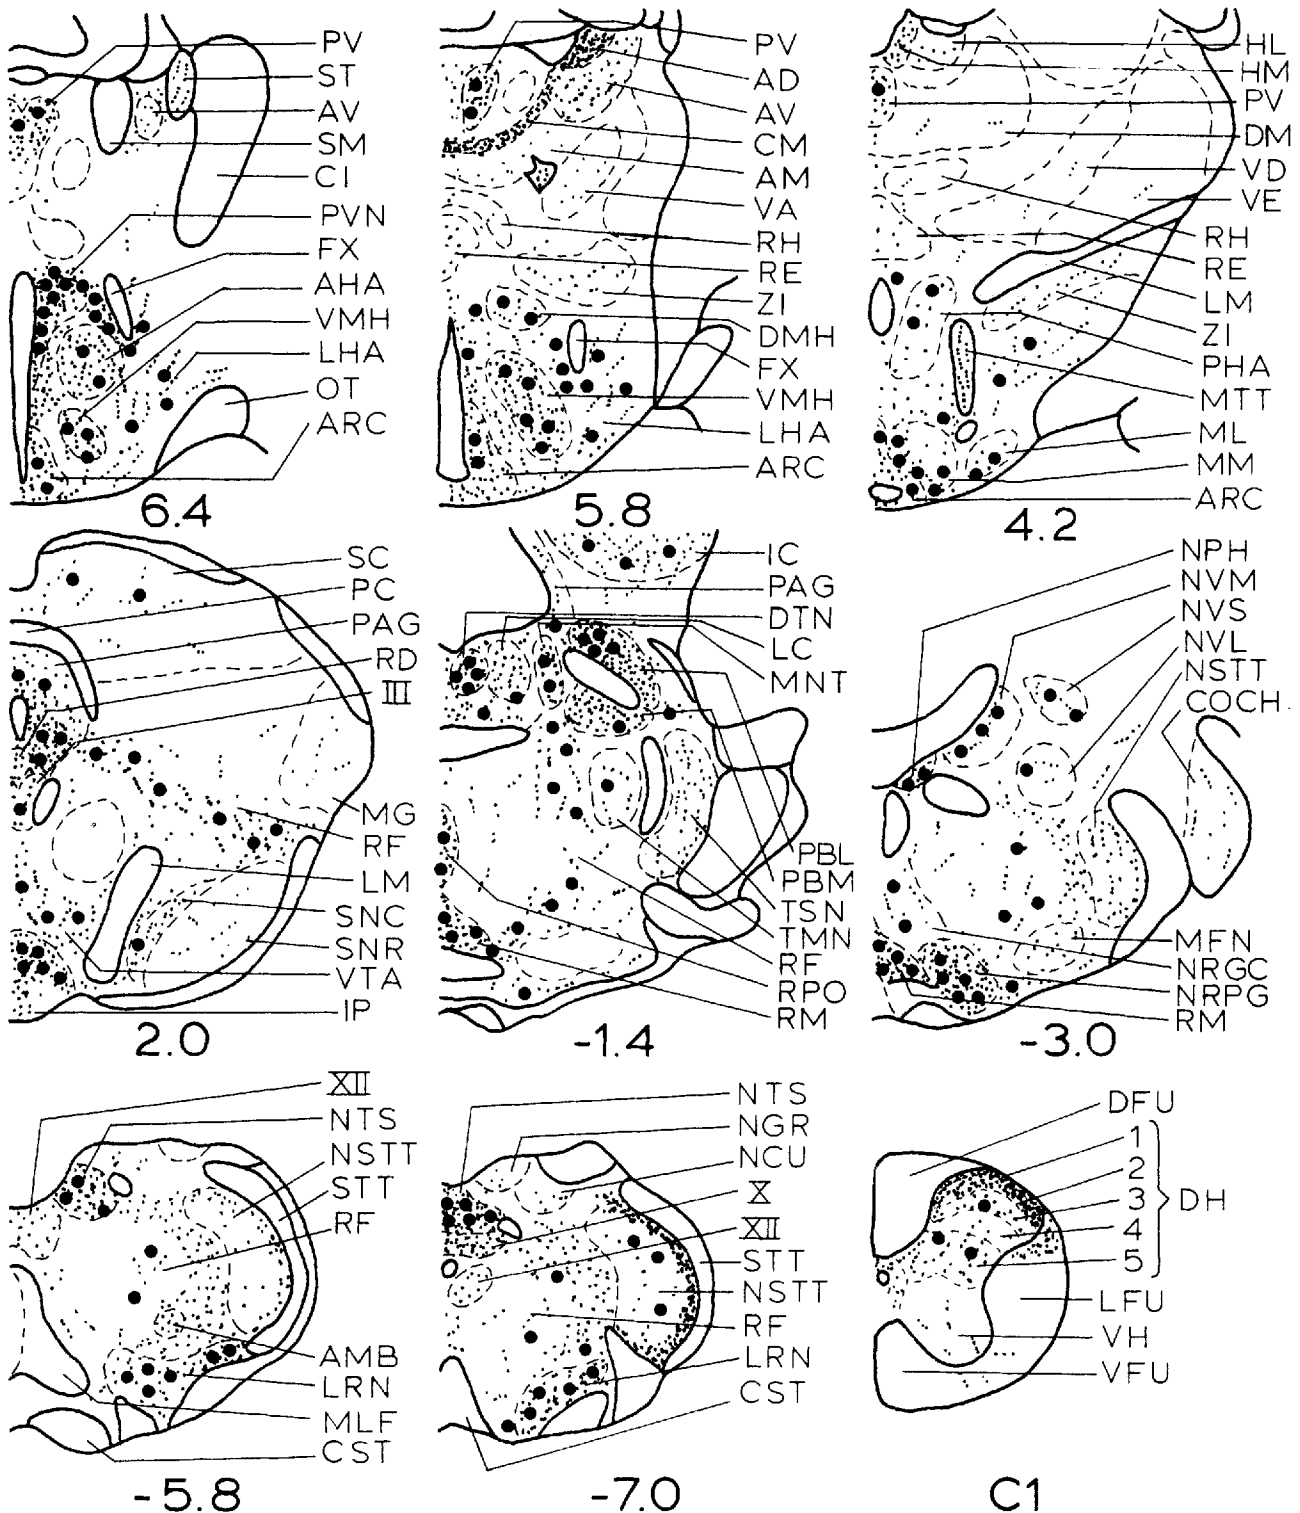 PV
ST
AV
SM
CI
PVN
FX
AHA
VMH
LHA
OT
ARC
6.4
PV
AD
AV
CM
AM
VA
RH
RE
ZI
DMH
FX
VMH
LHA
ARC
5.8
HL
HM
PV
DM
VD
VE
RH
RE
LM
ZI
PHA
MTT
ML
MM
ARC
4.2
SC
PC
PAG
RD
III
MG
RF
LM
SNC
SNR
VTA
IP
2.0
IC
PAG
DTN
LC
MNT
PBL
PBM
TSN
TMN
RF
RPO
RM
-1.4
NPH
NVM
NVS
NVL
NSTT
COCH
MFN
NRGC
NRPG
RM
-3.0
XII
NTS
NSTT
STT
RF
AMB
LRN
MLF
CST
-5.8
NTS
NGR
NCU
X
XII
STT
NSTT
RF
LRN
CST
-7.0
DFU
1
2
3 DH
4
5
LFU
VH
VFU
C1